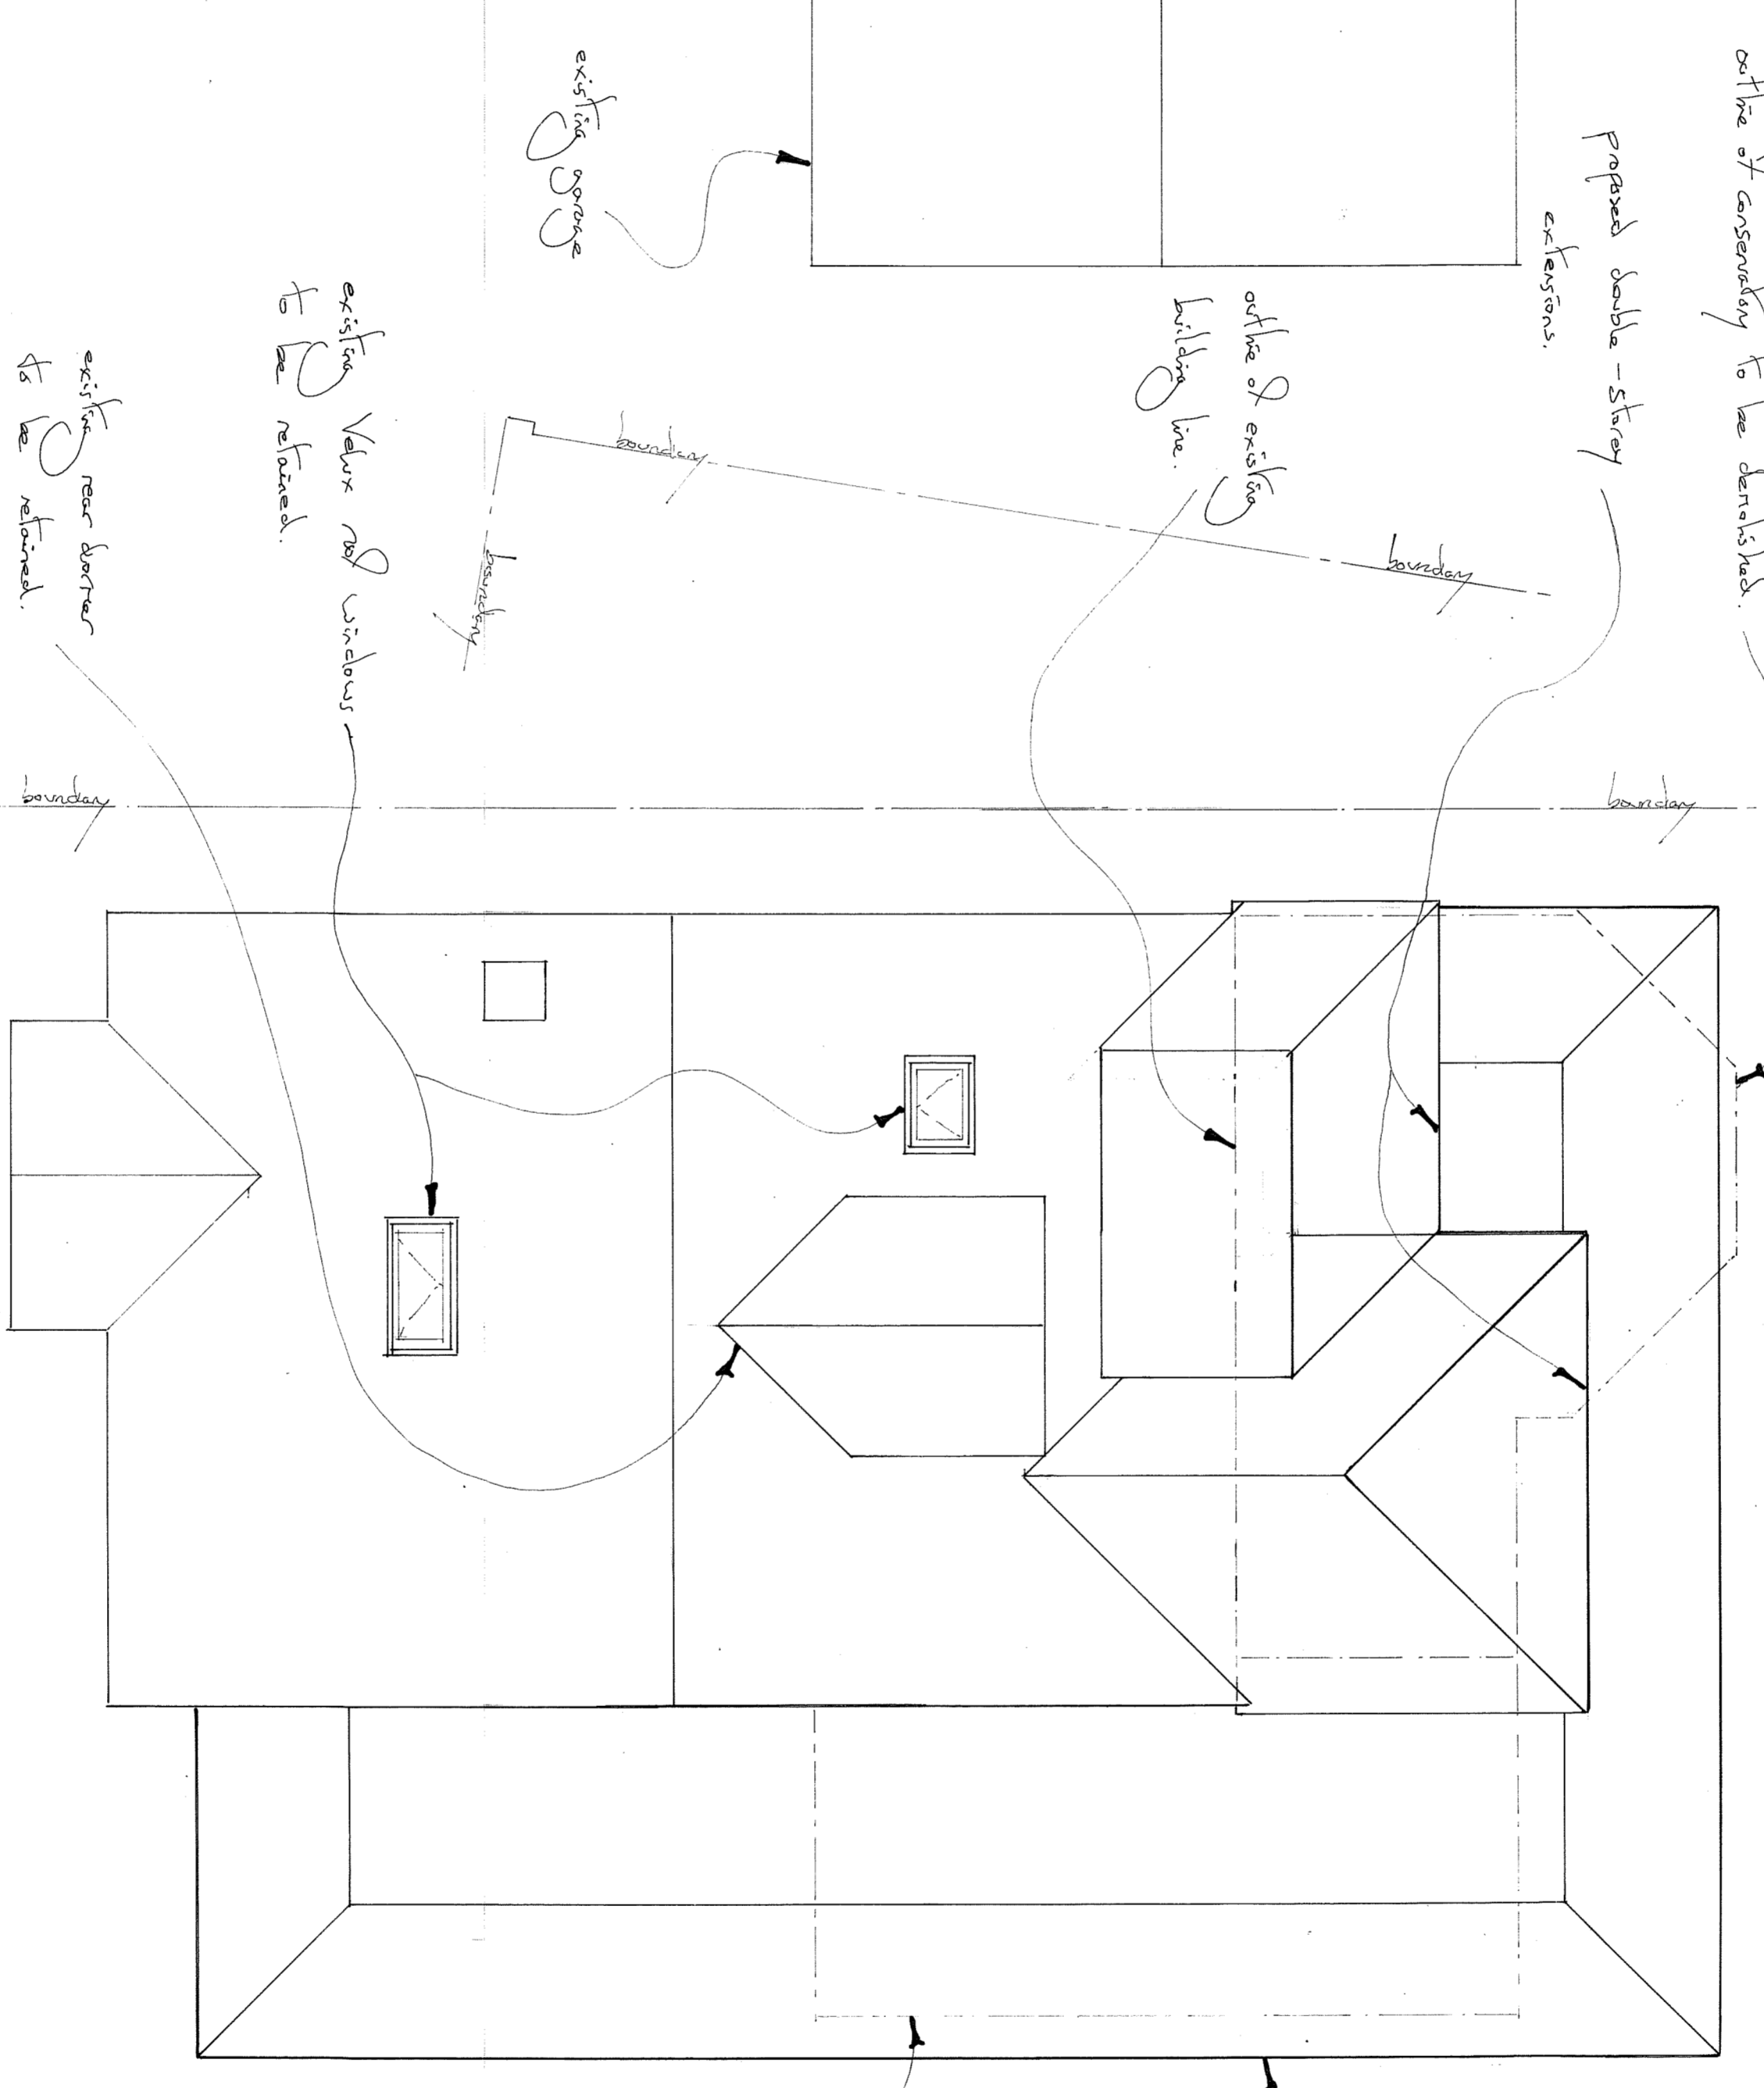 outline of conservatory to be demolished.
proposed double-storey
extensions.
outline of existing
building line.
existing garage
existing Velux roof windows
to be retained.
existing rear dormer
to be retained.
boundary
boundary
boundary
boundary
boundary